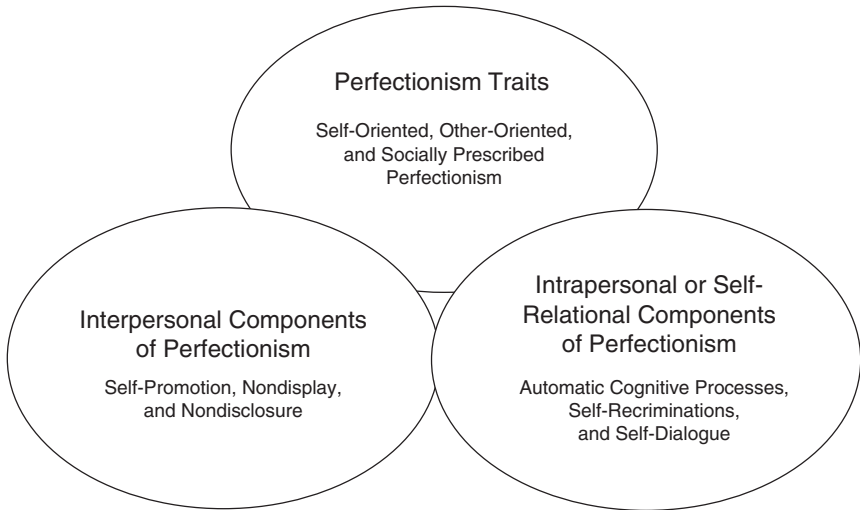 Perfectionism Traits
Self-Oriented, Other-Oriented,
and Socially Prescribed
Perfectionism
Interpersonal Components
of Perfectionism
Self-Promotion, Nondisplay,
and Nondisclosure
Intrapersonal or Self-
Relational Components
of Perfectionism
Automatic Cognitive Processes,
Self-Recriminations,
and Self-Dialogue